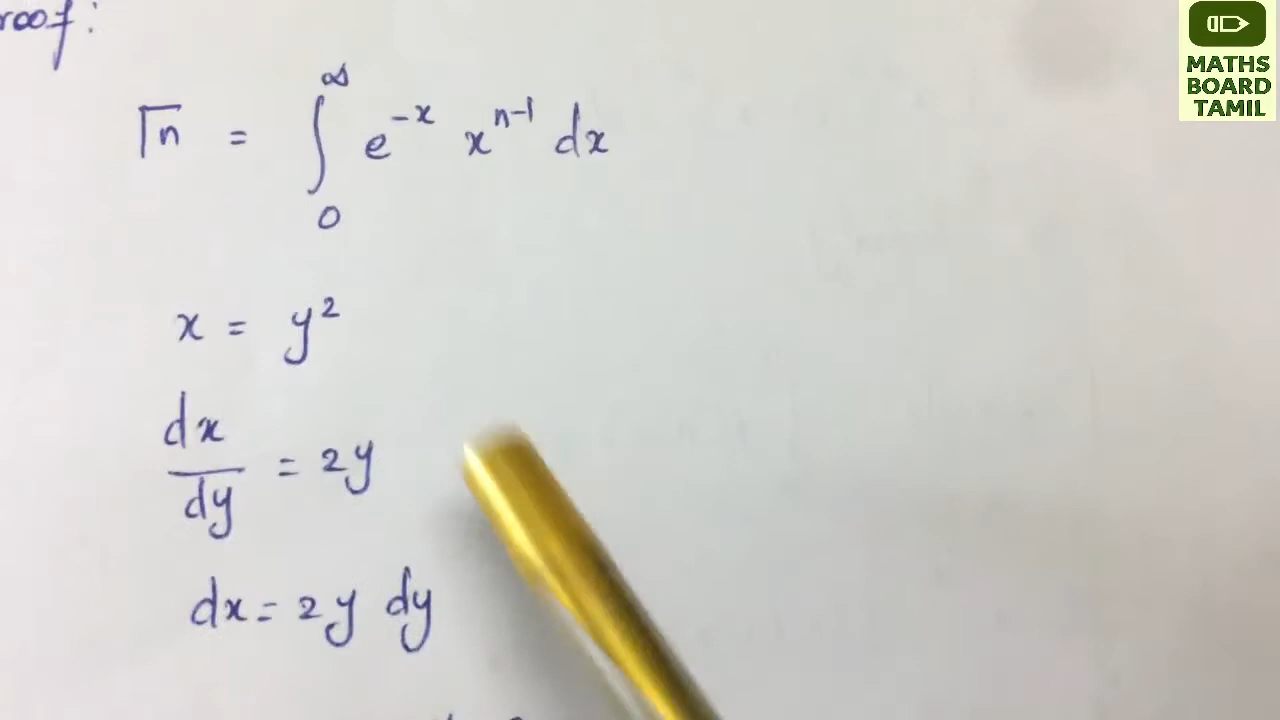 roof:
MATHS
BOARD
TAMIL
Γn = ∫₀^∞ e^{-x} x^{n-1} dx
x = y²
dx/dy = 2y
dx = 2y dy